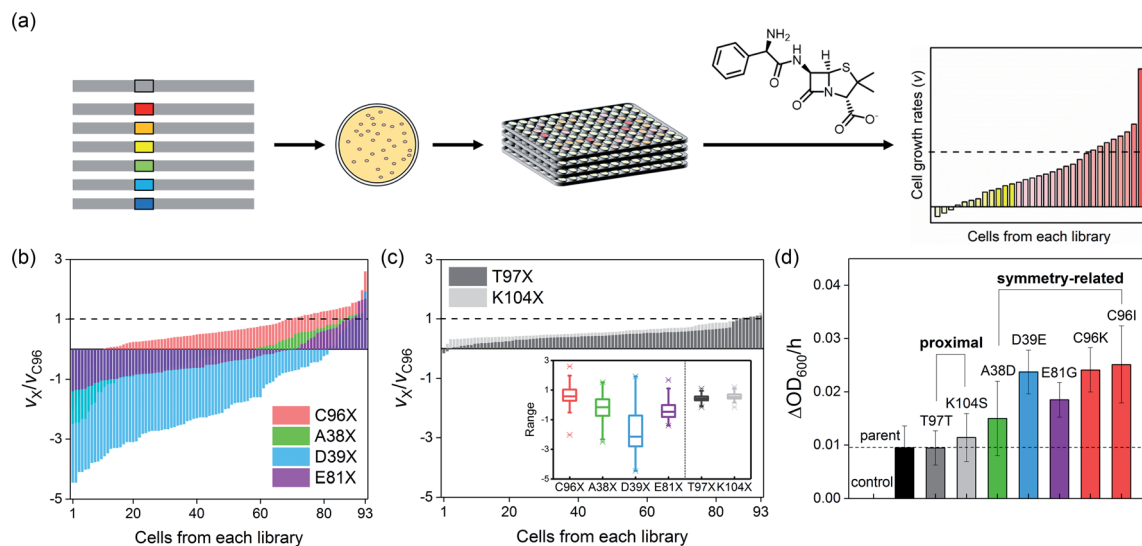 (a)
NH2
H
N
H
S
O
O
N
O
O-
Cell growth rates (v)
Cells from each library
(b)
3
1
-1
-3
-5
vX/vC96
C96X
A38X
D39X
E81X
1
40
80
93
Cells from each library
(c)
3
1
-1
-3
-5
vX/vC96
T97X
K104X
Range
5
3
1
-1
-3
-5
C96X A38X D39X E81X T97X K104X
1
40
80
93
Cells from each library
(d)
ΔOD600/h
0.04
0.03
0.02
0.01
0.00
symmetry-related
proximal
parent
control
T97T
K104S
A38D
D39E
E81G
C96K
C96I